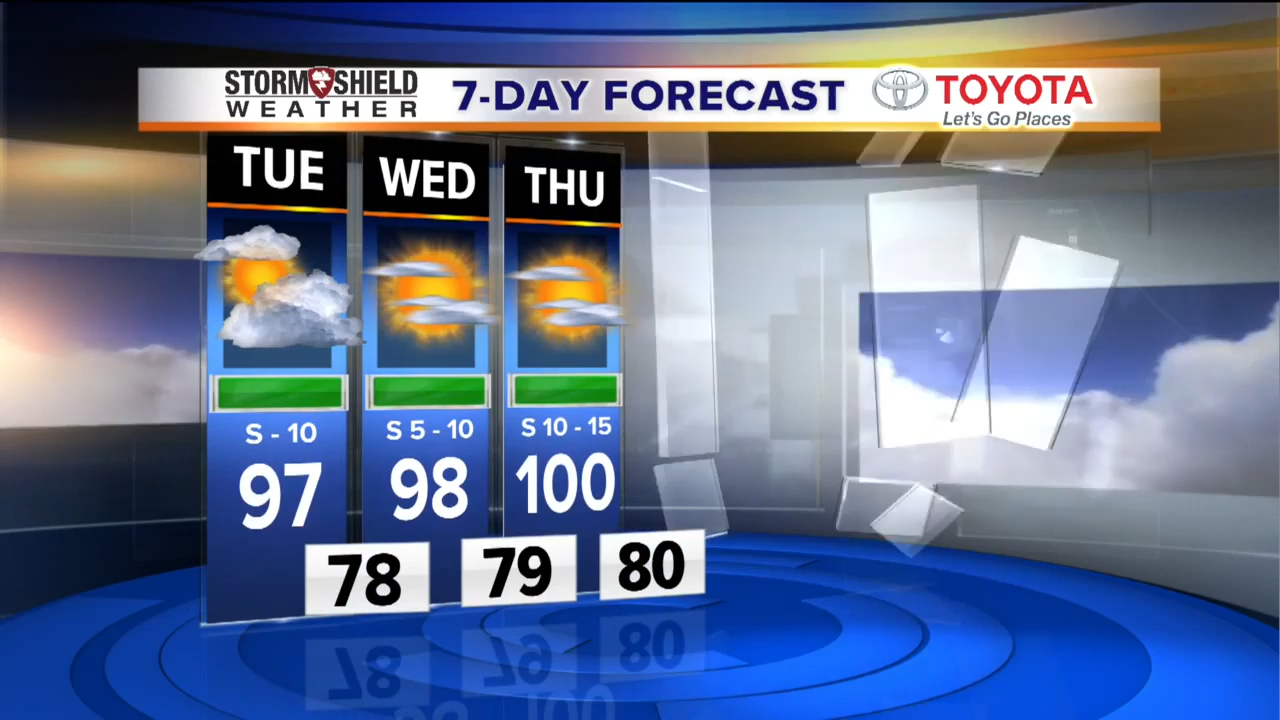 STORM SHIELD
WEATHER
7-DAY FORECAST
TOYOTA
Let's Go Places
TUE WED THU
S - 10 S 5 - 10 S 10 - 15
97 98 100
78 79 80